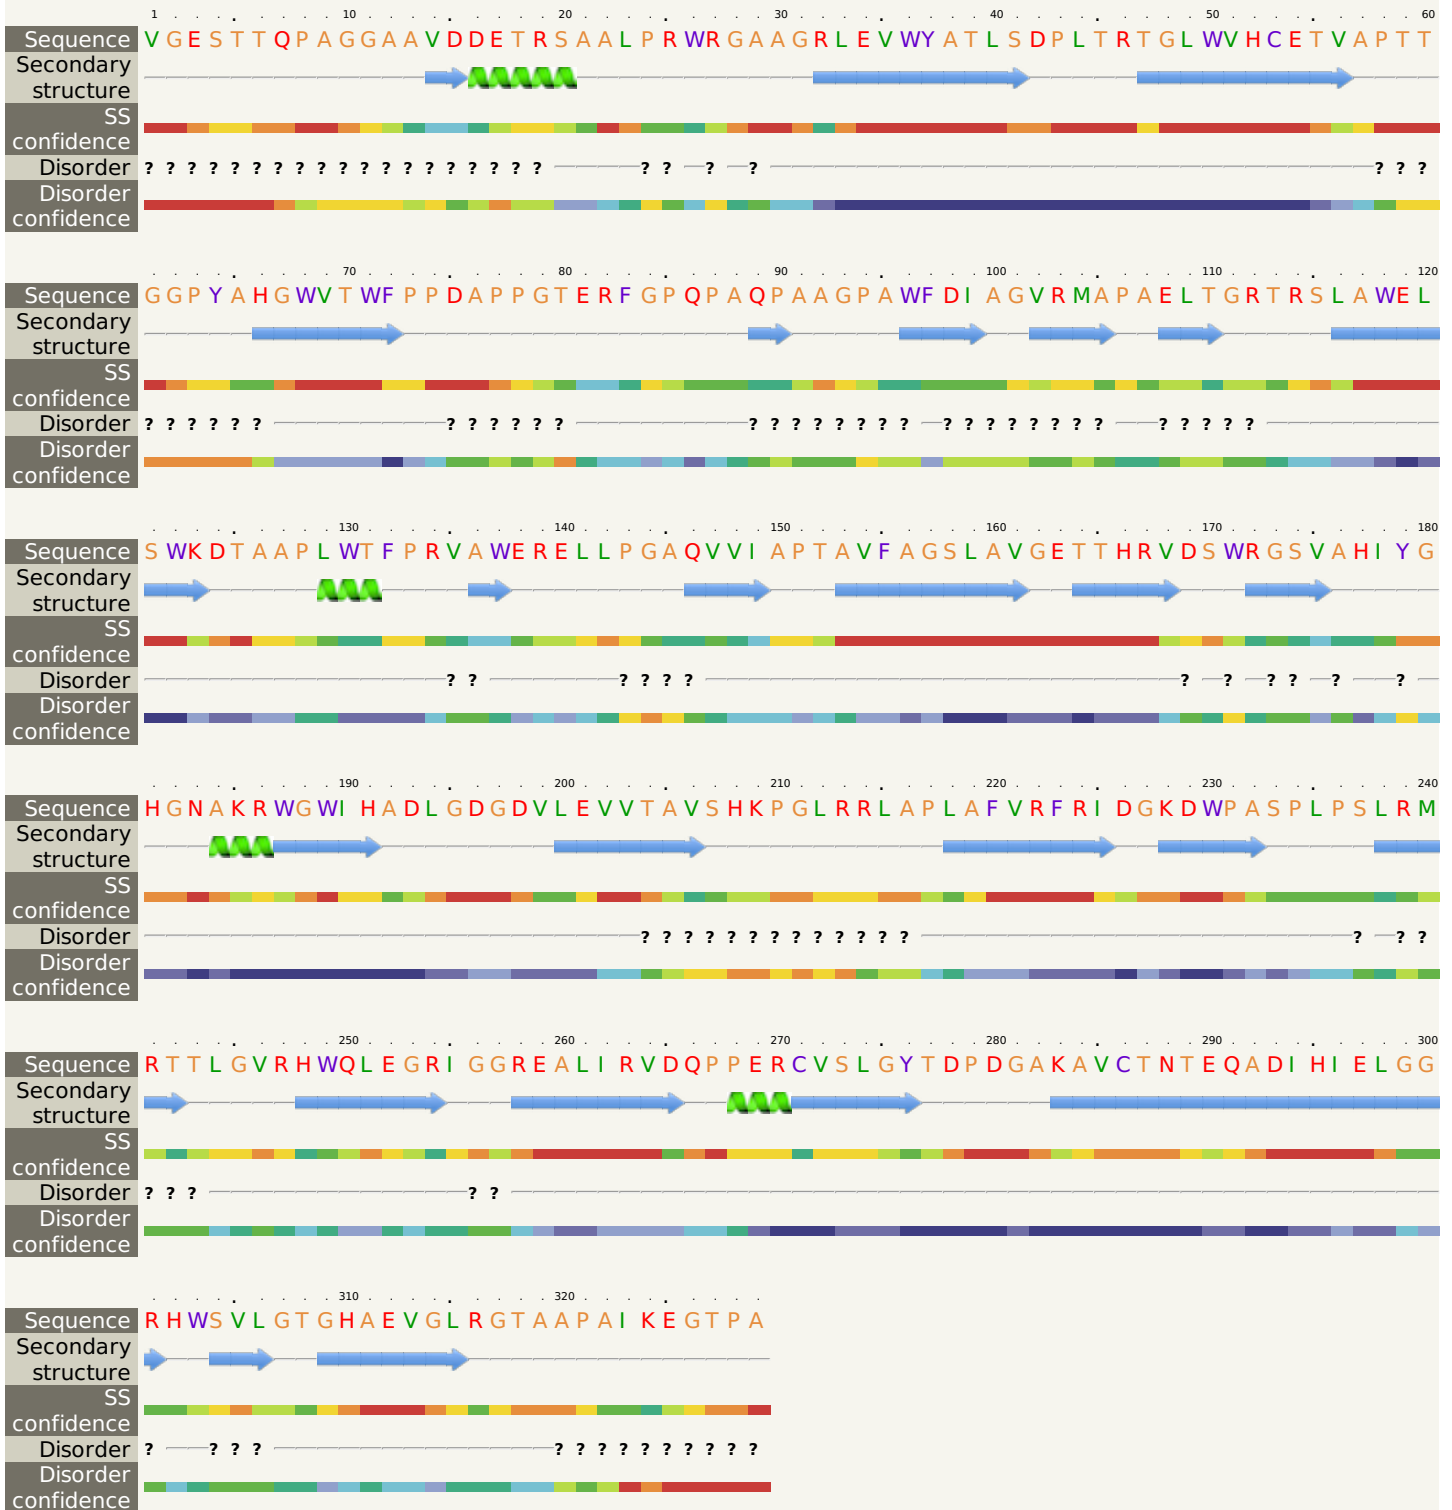 1 10 20 30 40 50 60
Sequence V G E S T T Q P A G G A A V D D E T R S A A L P R W R G A A G R L E V W Y A T L S D P L T R T G L W V H C E T V A P T T
Secondary
structure
SS
confidence
Disorder ? ? ? ? ? ? ? ? ? ? ? ? ? ? ? ? ? ? ? ? ? ? ? ? ? ?
Disorder
confidence
70 80 90 100 110 120
Sequence G G P Y A H G W V T W F P P D A P P G T E R F G P Q P A Q P A A G P A W F D I A G V R M A P A E L T G R T R S L A W E L
Secondary
structure
SS
confidence
Disorder ? ? ? ? ? ? ? ? ? ? ? ? ? ? ? ? ? ? ? ? ? ? ? ? ? ? ? ? ? ? ? ? ? ?
Disorder
confidence
130 140 150 160 170 180
Sequence S W K D T A A P L W T F P R V A W E R E L L P G A Q V V I A P T A V F A G S L A V G E T T H R V D S W R G S V A H I Y G
Secondary
structure
SS
confidence
Disorder ? ? ? ? ? ? ? ? ? ? ? ?
Disorder
confidence
190 200 210 220 230 240
Sequence H G N A K R W G W I H A D L G D G D V L E V V T A V S H K P G L R R L A P L A F V R F R I D G K D W P A S P L P S L R M
Secondary
structure
SS
confidence
Disorder ? ? ? ? ? ? ? ? ? ? ? ? ? ? ? ?
Disorder
confidence
250 260 270 280 290 300
Sequence R T T L G V R H W Q L E G R I G G R E A L I R V D Q P P E R C V S L G Y T D P D G A K A V C T N T E Q A D I H I E L G G
Secondary
structure
SS
confidence
Disorder ? ? ? ? ?
Disorder
confidence
310 320
Sequence R H W S V L G T G H A E V G L R G T A A P A I K E G T P A
Secondary
structure
SS
confidence
Disorder ? ? ? ? ? ? ? ? ? ? ? ? ? ?
Disorder
confidence